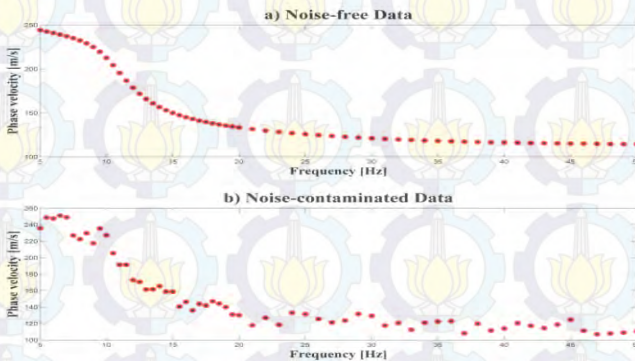 a) Noise-free Data
Phase velocity [m/s]
250
200
150
100
5 10 15 20 25 30 35 40 45
Frequency [Hz]
b) Noise-contaminated Data
Phase velocity [m/s]
260
240
220
200
180
160
140
120
100
5 10 15 20 25 30 35 40 45
Frequency [Hz]